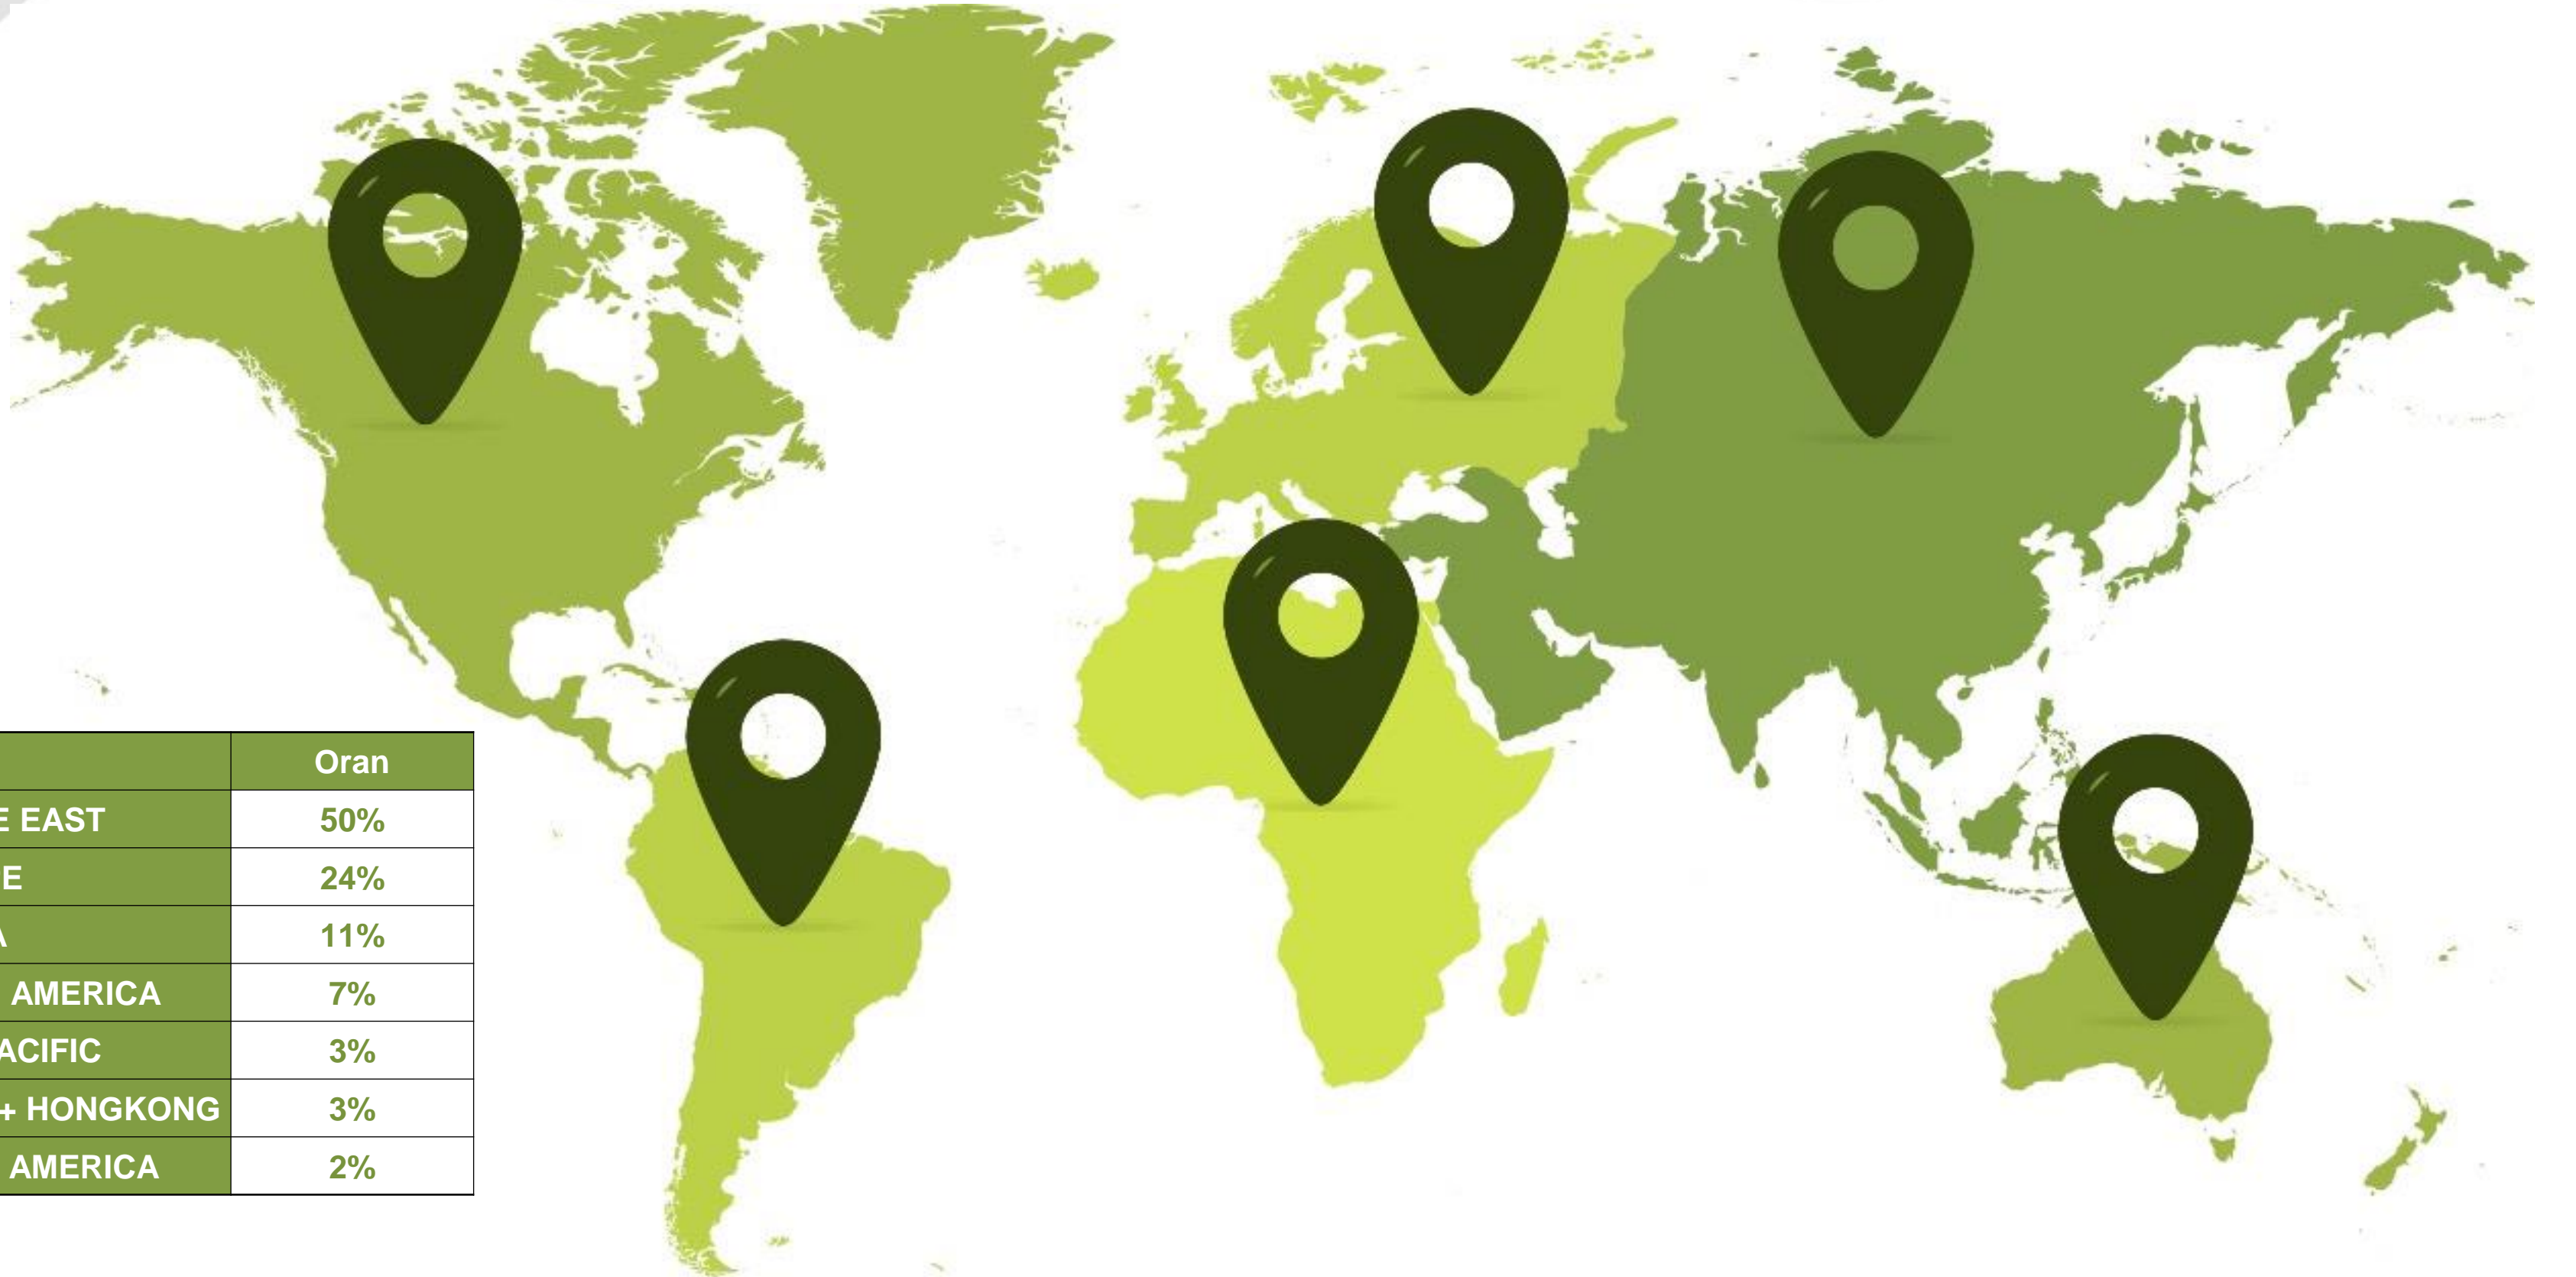 Oran
E EAST 50%
E 24%
A 11%
AMERICA 7%
ACIFIC 3%
+ HONGKONG 3%
AMERICA 2%